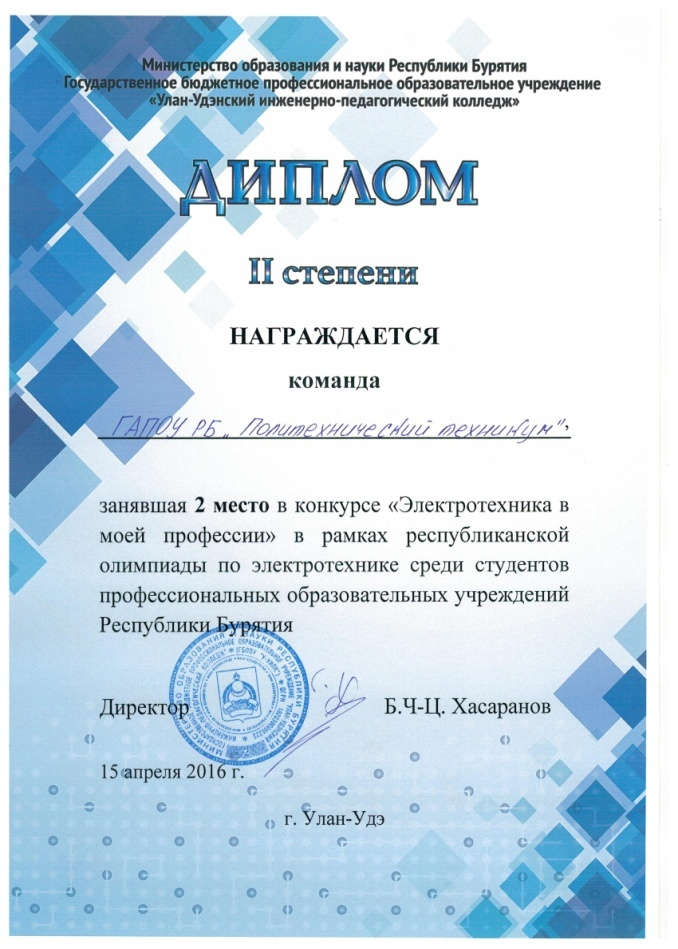 Министерство образования и науки Республики Бурятия
Государственное бюджетное профессиональное образовательное учреждение
«Улан-Удэнский инженерно-педагогический колледж»
ДИПЛОМ
II степени
НАГРАЖДАЕТСЯ
команда
ГАПОУ РБ „Политехнический техникум",
занявшая 2 место в конкурсе «Электротехника в
моей профессии» в рамках республиканской
олимпиады по электротехнике среди студентов
профессиональных образовательных учреждений
Республики Бурятия
Директор
Б.Ч-Ц. Хасаранов
15 апреля 2016 г.
г. Улан-Удэ